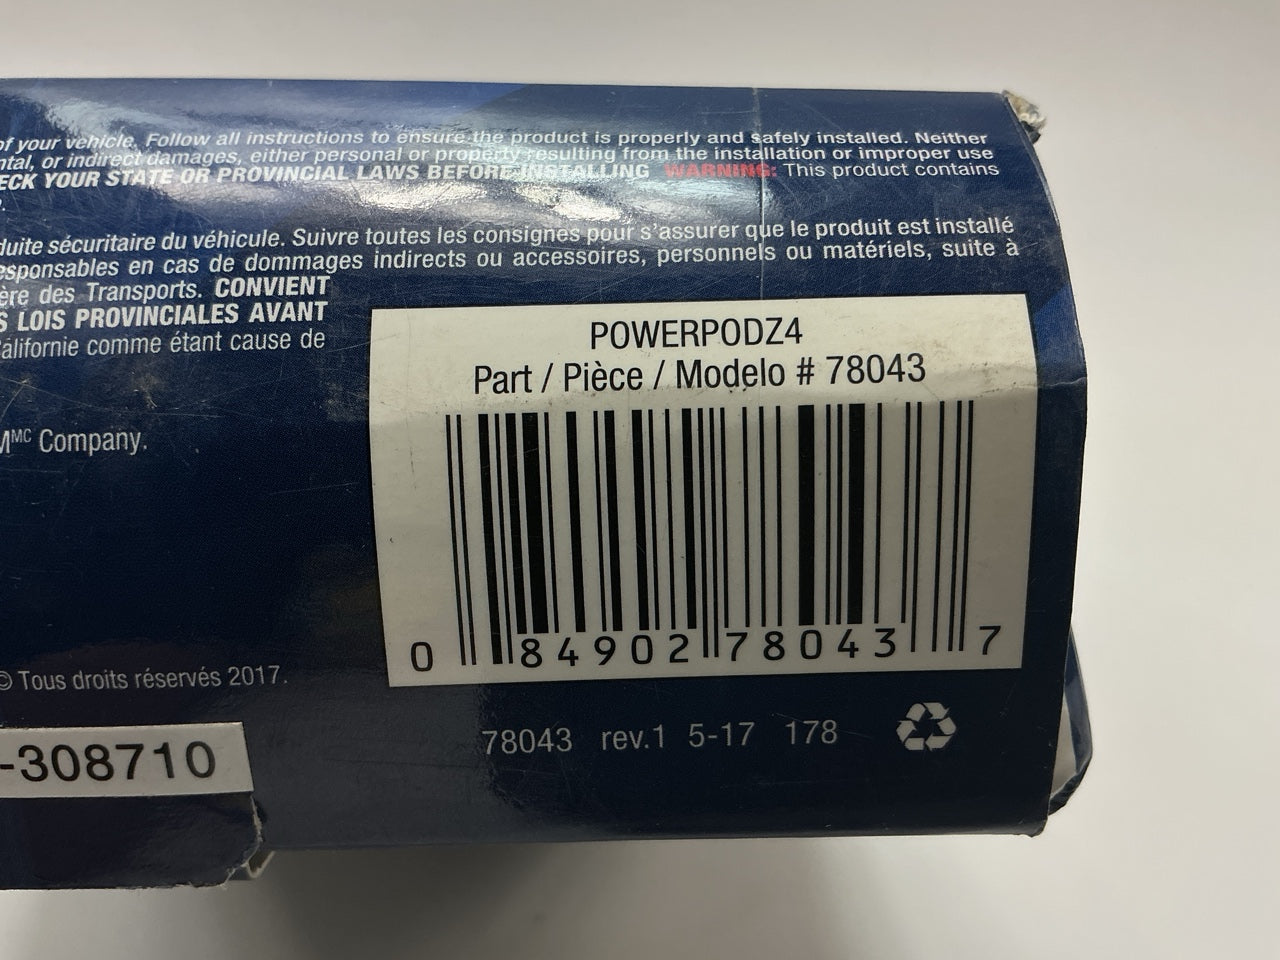 of your vehicle. Follow all instructions to ensure the product is properly and safely installed. Neither
ntal, or indirect damages, either personal or property resulting from the installation or improper use
ECK YOUR STATE OR PROVINCIAL LAWS BEFORE INSTALLING WARNING: This product contains
duite sécuritaire du véhicule. Suivre toutes les consignes pour s'assurer que le produit est installé
esponsables en cas de dommages indirects ou accessoires, personnels ou matériels, suite à
ère des Transports. CONVIENT
S LOIS PROVINCIALES AVANT
alifornie comme étant cause de
MMC Company.
© Tous droits réservés 2017.
-308710
POWERPODZ4
Part / Pièce / Modelo # 78043
0 84902 78043 7
78043 rev.1 5-17 178